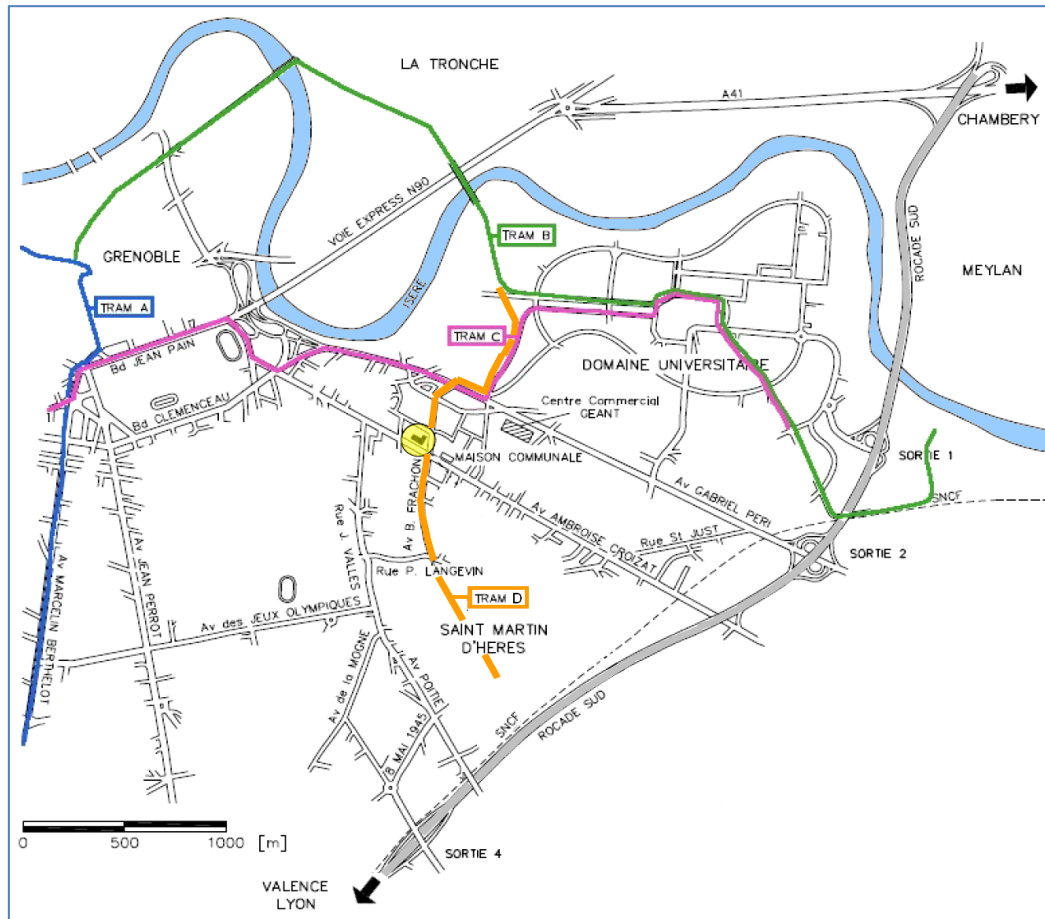 LA TRONCHE
A41
CHAMBERY
VOIE EXPRESS N90
ROCADE SUD
GRENOBLE
TRAM B
MEYLAN
ISERE
TRAM A
TRAM C
Bd JEAN PAIN
DOMAINE UNIVERSITAIRE
Bd CLEMENCEAU
Centre Commercial
GEANT
MAISON COMMUNALE
SORTIE 1
Av B. FRACHON
Av GABRIEL PERI
SNCF
Av AMBROISE CROIZAT
Rue J. VALLES
Rue St JUST
SORTIE 2
Av MARCELIN BERTHELOT
Av JEAN PERROT
Rue P. LANGEVIN
TRAM D
Av des JEUX OLYMPIQUES
SAINT MARTIN
D'HERES
Av de la MOGNE
Av POITIE
8 MAI 1945
SNCF
ROCADE SUD
0 500 1000 [m]
SORTIE 4
VALENCE
LYON